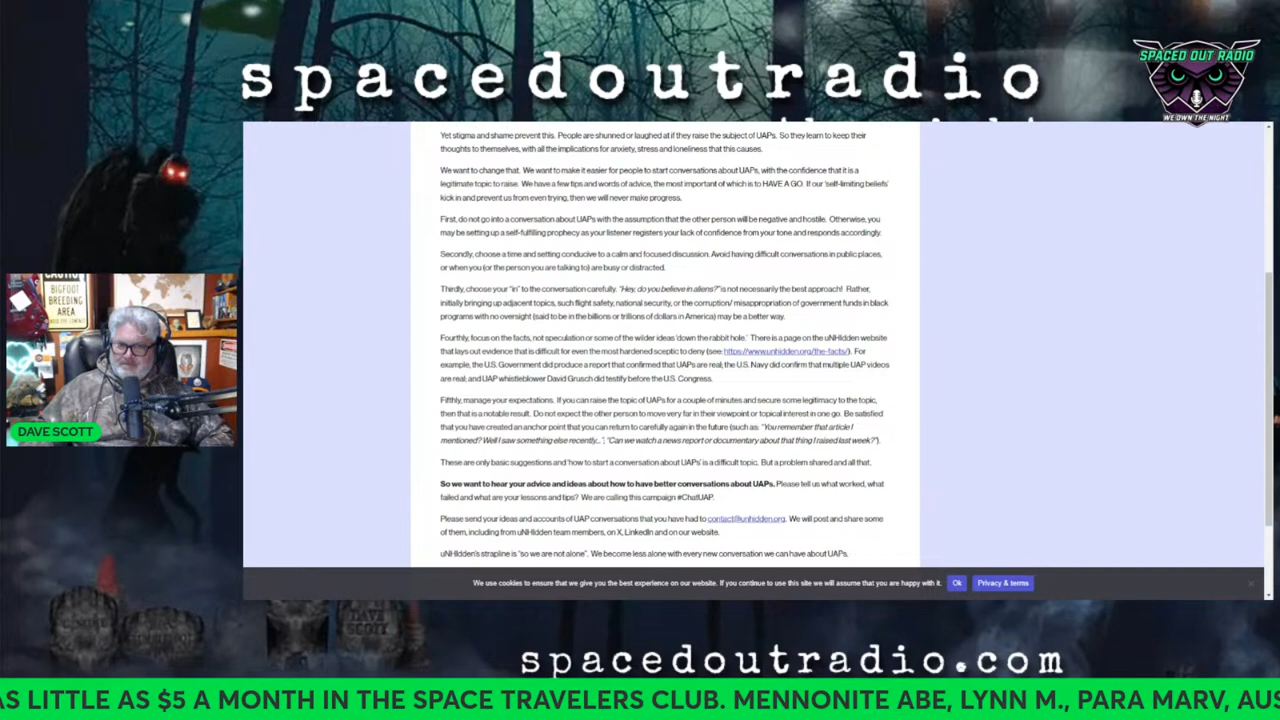 spacedoutradio
SPACED OUT RADIO
WE OWN THE NIGHT
Yet stigma and shame prevent this. People are shunned or laughed at if they raise the subject of UAPs. So they learn to keep their
thoughts to themselves, with all the implications for anxiety, stress and loneliness that this causes.
We want to change that. We want to make it easier for people to start conversations about UAPs, with the confidence that it is a
legitimate topic to raise. We have a few tips and words of advice, the most important of which is to HAVE A GO. If our 'self-limiting beliefs'
kick in and prevent us from even trying, then we will never make progress.
First, do not go into a conversation about UAPs with the assumption that the other person will be negative and hostile. Otherwise, you
may be setting up a self-fulfilling prophecy as your listener registers your lack of confidence from your tone and responds accordingly.
Secondly, choose a time and setting conducive to a calm and focused discussion. Avoid having difficult conversations in public places,
or when you (or the person you are talking to) are busy or distracted.
Thirdly, choose your "in" to the conversation carefully. "Hey, do you believe in aliens?" is not necessarily the best approach! Rather,
initially bringing up adjacent topics, such flight safety, national security, or the corruption/ misappropriation of government funds in black
programs with no oversight (said to be in the billions or trillions of dollars in America) may be a better way.
Fourthly, focus on the facts, not speculation or some of the wilder ideas 'down the rabbit hole.' There is a page on the uNHIdden website
that lays out evidence that is difficult for even the most hardened sceptic to deny (see: https://www.unhidden.org/the-facts/). For
example, the U.S. Government did produce a report that confirmed that UAPs are real; the U.S. Navy did confirm that multiple UAP videos
are real; and UAP whistleblower David Grusch did testify before the U.S. Congress.
Fifthly, manage your expectations. If you can raise the topic of UAPs for a couple of minutes and secure some legitimacy to the topic,
then that is a notable result. Do not expect the other person to move very far in their viewpoint or topical interest in one go. Be satisfied
that you have created an anchor point that you can return to carefully again in the future (such as: "You remember that article I
mentioned? Well I saw something else recently..."; "Can we watch a news report or documentary about that thing I raised last week?").
These are only basic suggestions and 'how to start a conversation about UAPs' is a difficult topic. But a problem shared and all that.
So we want to hear your advice and ideas about how to have better conversations about UAPs. Please tell us what worked, what
failed and what are your lessons and tips? We are calling this campaign #ChatUAP.
Please send your ideas and accounts of UAP conversations that you have had to contact@unhidden.org. We will post and share some
of them, including from uNHIdden team members, on X, LinkedIn and on our website.
uNHIdden's strapline is "so we are not alone". We become less alone with every new conversation we can have about UAPs.
We use cookies to ensure that we give you the best experience on our website. If you continue to use this site we will assume that you are happy with it. Ok Privacy & terms
CAUTION
BIGFOOT
BREEDING
AREA
DAVE SCOTT
DAVE
SCOTT
spacedoutradio.com
AS LITTLE AS $5 A MONTH IN THE SPACE TRAVELERS CLUB. MENNONITE ABE, LYNN M., PARA MARV, AUS